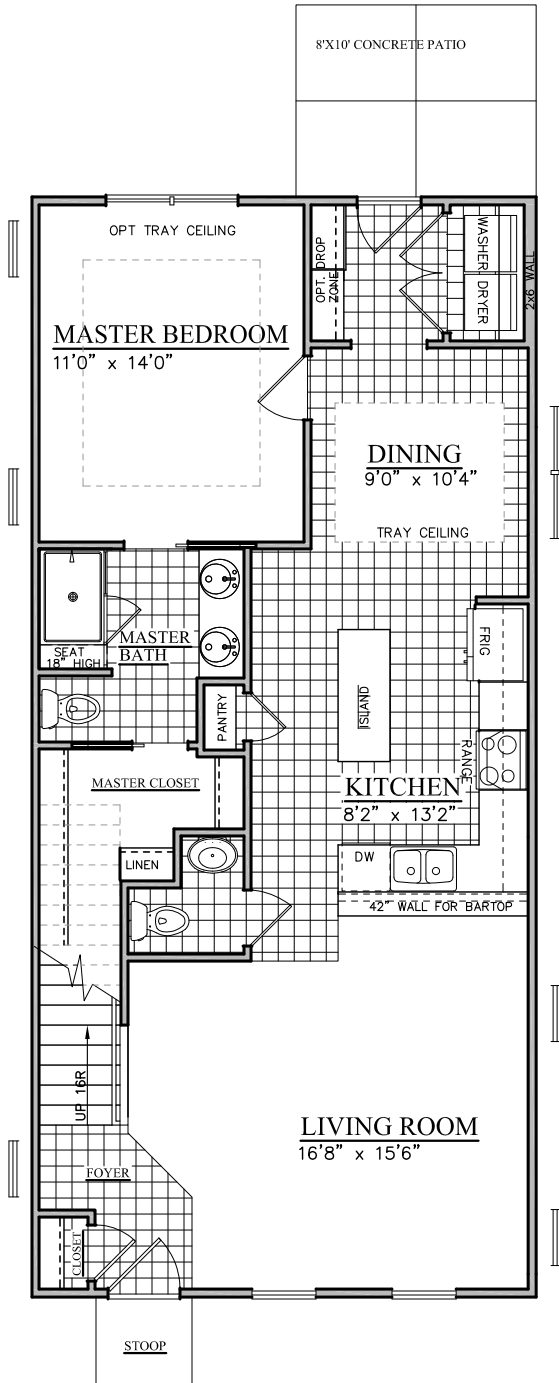 8'X10' CONCRETE PATIO
OPT TRAY CEILING
OPT. DROP
ZONE
WASHER
DRYER
2x6 WALL
MASTER BEDROOM
11'0" x 14'0"
DINING
9'0" x 10'4"
TRAY CEILING
SEAT
18" HIGH
MASTER
BATH
FRIG
PANTRY
ISLAND
RANGE
MASTER CLOSET
KITCHEN
8'2" x 13'2"
LINEN
DW
42" WALL FOR BARTOP
UP 16R
LIVING ROOM
16'8" x 15'6"
FOYER
CLOSET
STOOP